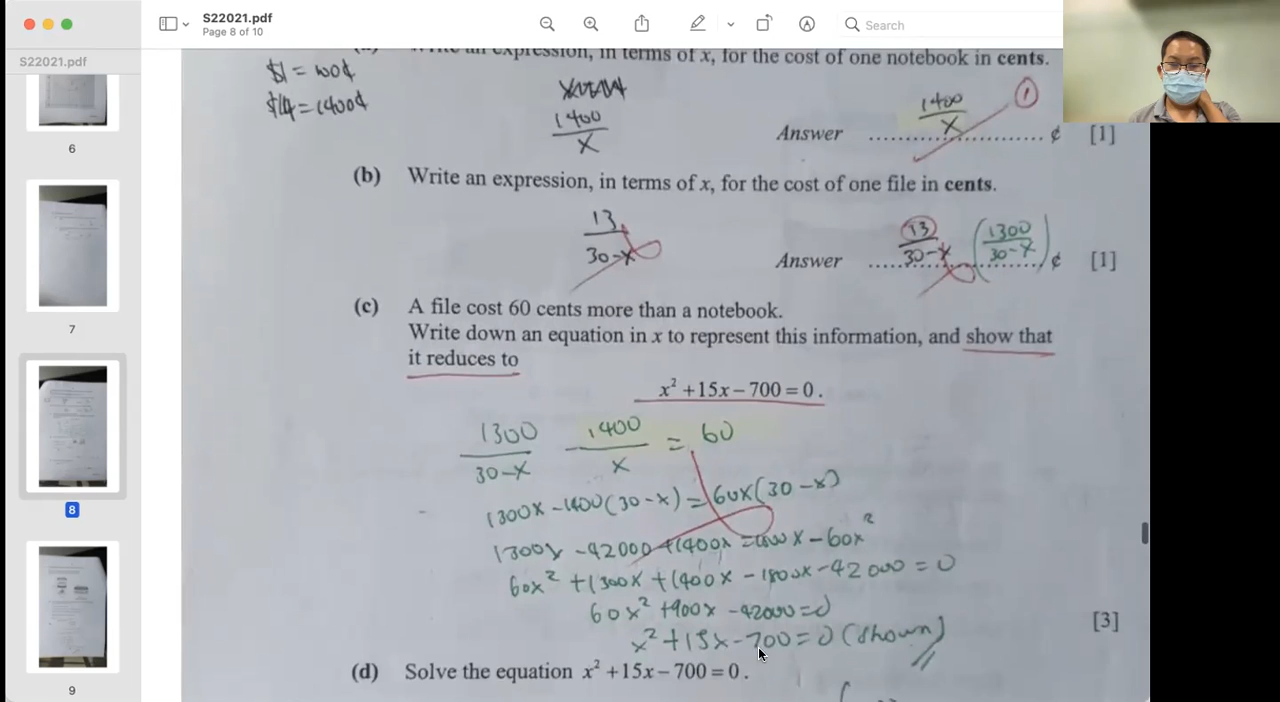 S22021.pdf
Page 8 of 10
Search
S22021.pdf
6
7
8
9
an expression, in terms of x, for the cost of one notebook in cents.
$1 = 100¢
$14 = 1400¢
1400
x
Answer 1400/x ¢ [1]
1
(b) Write an expression, in terms of x, for the cost of one file in cents.
13
30-x
Answer 13/30-x (1300/30-x) ¢ [1]
(c) A file cost 60 cents more than a notebook.
Write down an equation in x to represent this information, and show that
it reduces to
x² +15x – 700 = 0 .
1300/30-x 1400/x = 60
1300x -1400(30-x) = 60x(30-x)
1300x -42000 +1400x = 1800x - 60x²
60x² +1300x +1400x - 1800x -42000 = 0
60x² +900x -42000 = 0
x² +15x -700 = 0 (shown)
[3]
(d) Solve the equation x² +15x – 700 = 0 .